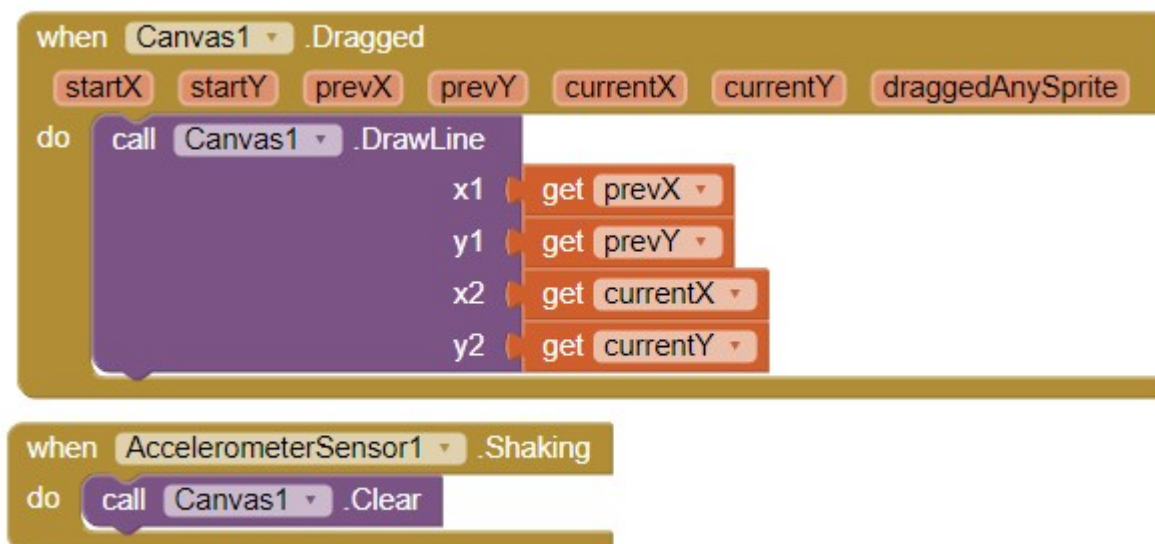 when Canvas1 .Dragged
startX startY prevX prevY currentX currentY draggedAnySprite
do call Canvas1 .DrawLine
x1 get prevX
y1 get prevY
x2 get currentX
y2 get currentY
when AccelerometerSensor1 .Shaking
do call Canvas1 .Clear